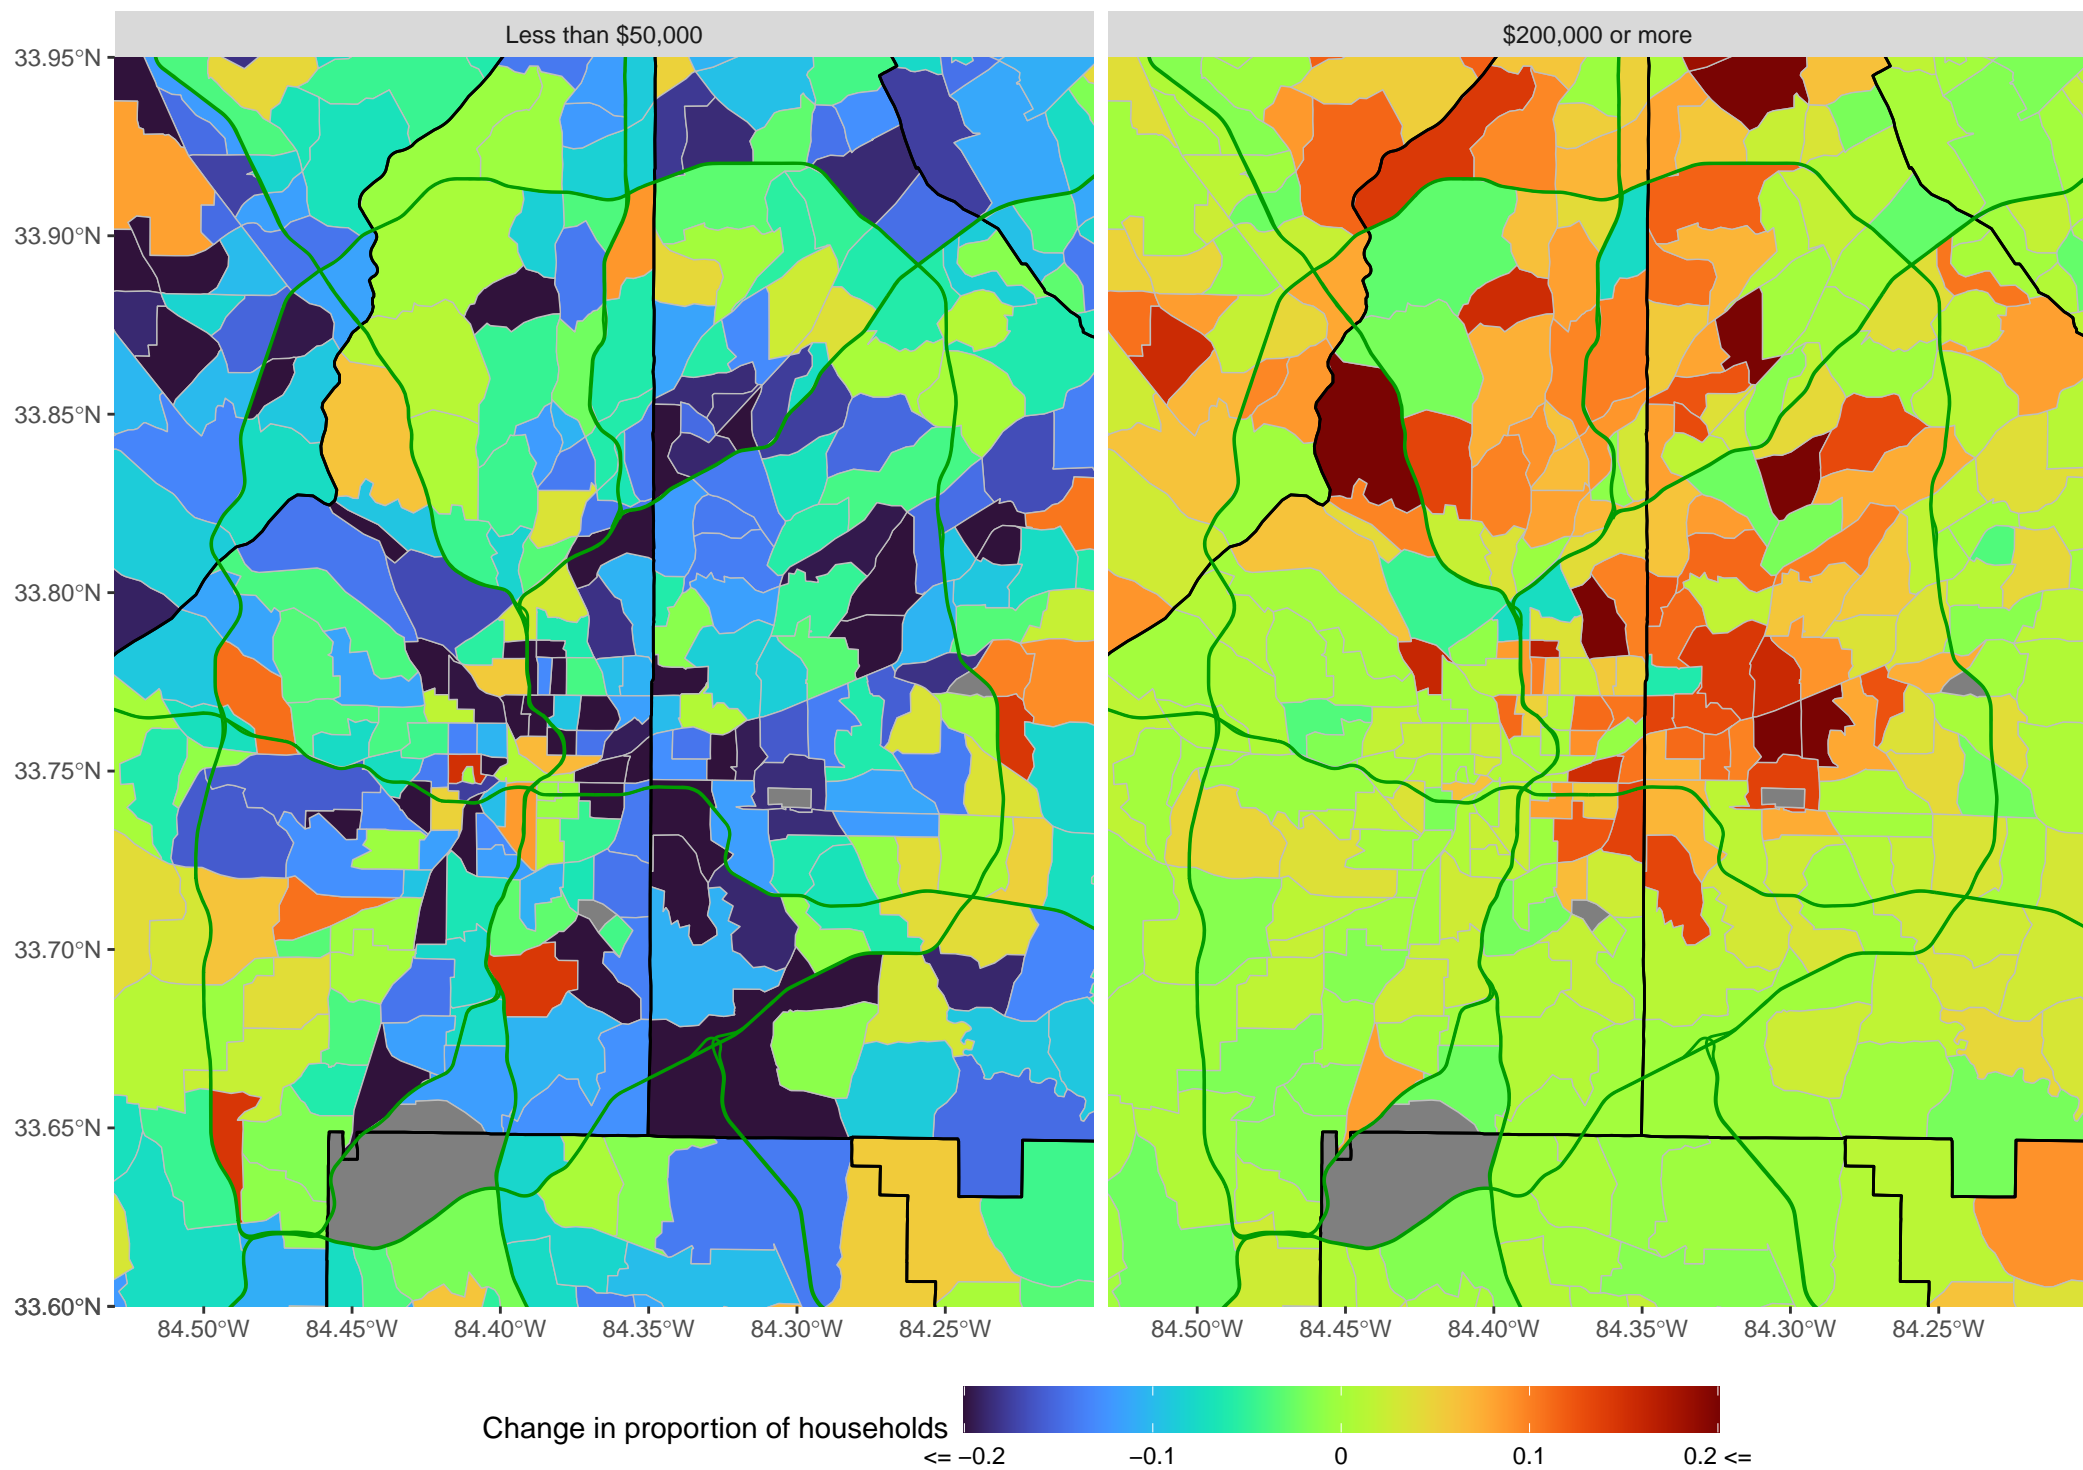 Less than $50,000
$200,000 or more
33.95°N
33.90°N
33.85°N
33.80°N
33.75°N
33.70°N
33.65°N
33.60°N
84.50°W 84.45°W 84.40°W 84.35°W 84.30°W 84.25°W
84.50°W 84.45°W 84.40°W 84.35°W 84.30°W 84.25°W
Change in proportion of households
<= −0.2 −0.1 0 0.1 0.2 <=